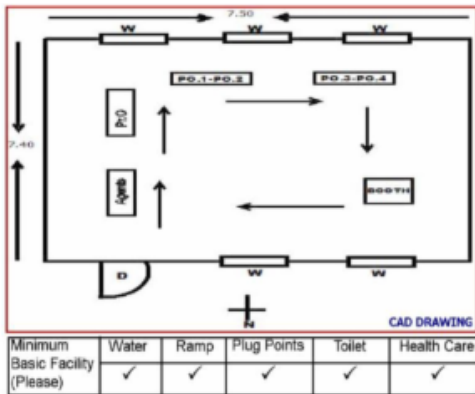 7.50
W W W
PO.1-PO.2 PO.3-PO.4
PrO
7.40
Agents
BOOTH
W W
D
N
CAD DRAWING
Minimum Basic Facility (Please) Water Ramp Plug Points Toilet Health Care
✓ ✓ ✓ ✓ ✓